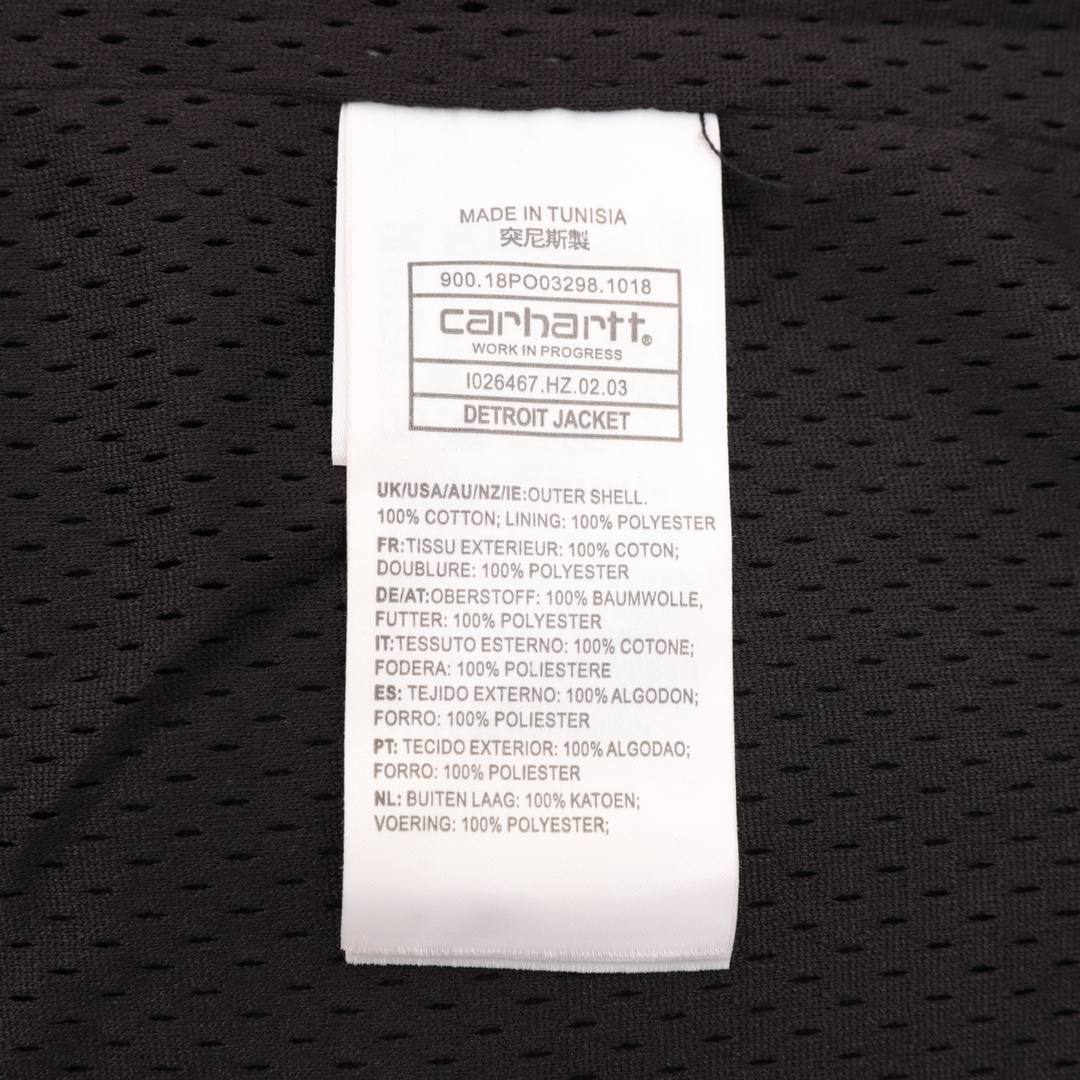 MADE IN TUNISIA
突尼斯製
900.18PO03298.1018
carhartt®
WORK IN PROGRESS
I026467.HZ.02.03
DETROIT JACKET
UK/USA/AU/NZ/IE:OUTER SHELL.
100% COTTON; LINING: 100% POLYESTER
FR:TISSU EXTERIEUR: 100% COTON;
DOUBLURE: 100% POLYESTER
DE/AT:OBERSTOFF: 100% BAUMWOLLE,
FUTTER: 100% POLYESTER
IT:TESSUTO ESTERNO: 100% COTONE;
FODERA: 100% POLIESTERE
ES: TEJIDO EXTERNO: 100% ALGODON;
FORRO: 100% POLIESTER
PT: TECIDO EXTERIOR: 100% ALGODAO;
FORRO: 100% POLIESTER
NL: BUITEN LAAG: 100% KATOEN;
VOERING: 100% POLYESTER;